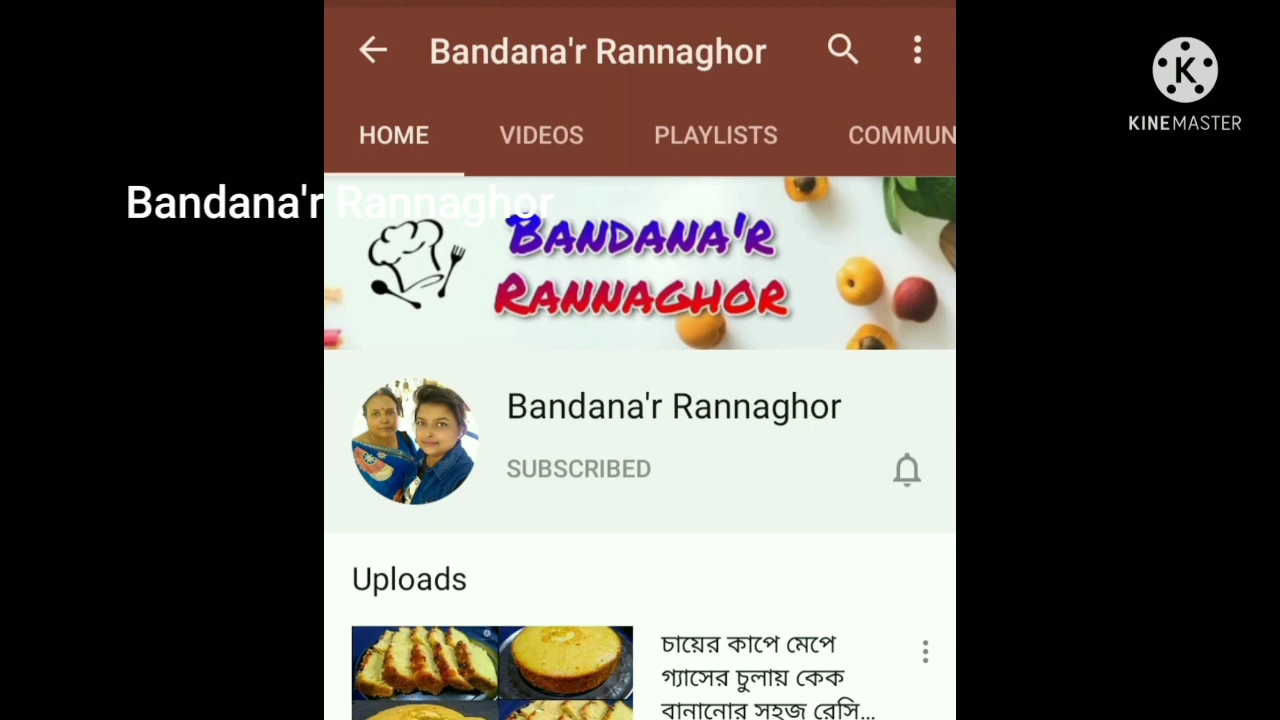 Bandana'r Rannaghor
KINEMASTER
HOME VIDEOS PLAYLISTS COMMUN
Bandana'r Rannaghor
BANDANA'R
RANNAGHOR
Bandana'r Rannaghor
SUBSCRIBED
Uploads
চায়ের কাপে মেপে
গ্যাসের চুলায় কেক
বানানোর সহজ রেসি...